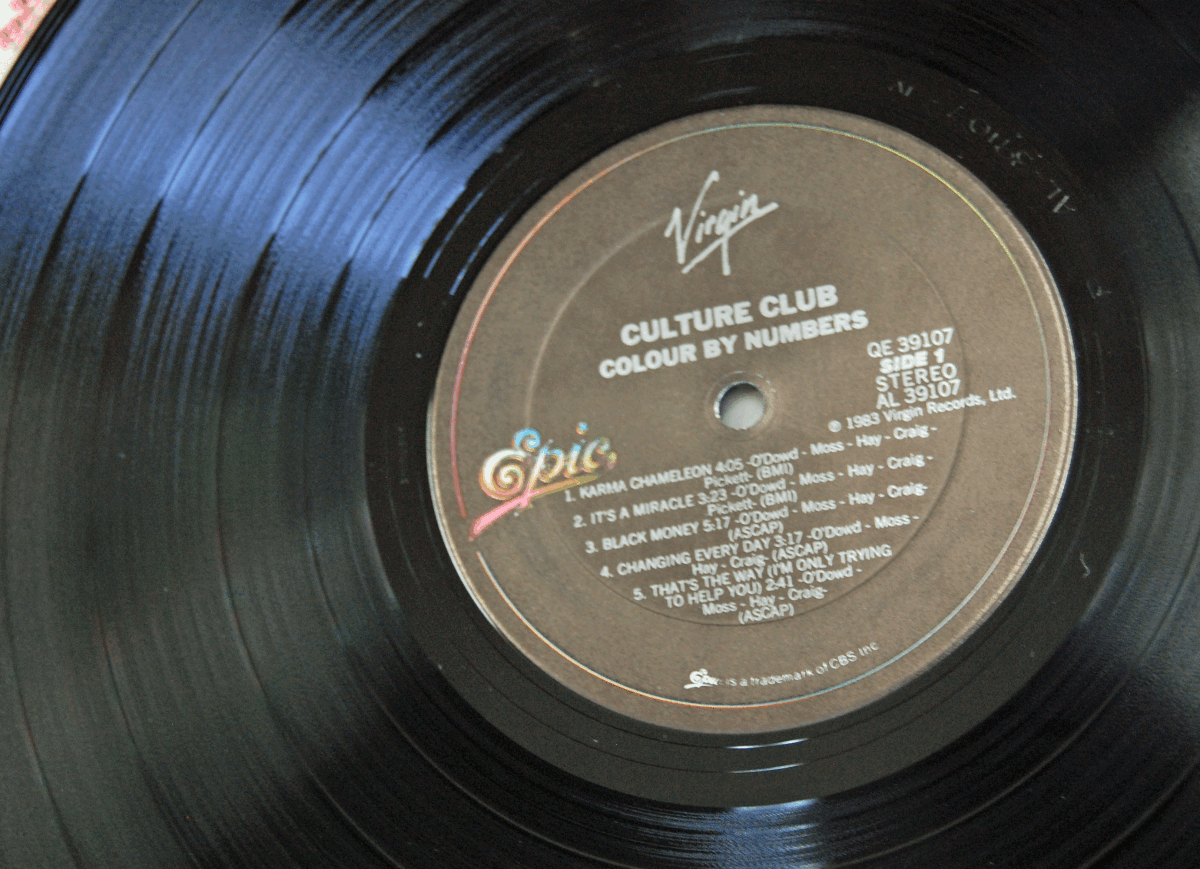 Virgin
CULTURE CLUB
COLOUR BY NUMBERS
QE 39107
SIDE 1
STEREO
AL 39107
℗ 1983 Virgin Records, Ltd.
Epic
1. KARMA CHAMELEON 4:05 -O'Dowd - Moss - Hay - Craig -
Pickett- (BMI)
2. IT'S A MIRACLE 3:23 -O'Dowd - Moss - Hay - Craig -
Pickett- (BMI)
3. BLACK MONEY 5:17 -O'Dowd - Moss - Hay - Craig-
(ASCAP)
4. CHANGING EVERY DAY 3:17 -O'Dowd - Moss -
Hay - Craig- (ASCAP)
5. THAT'S THE WAY (I'M ONLY TRYING
TO HELP YOU) 2:41 -O'Dowd -
Moss - Hay - Craig-
(ASCAP)
Epic is a trademark of CBS Inc